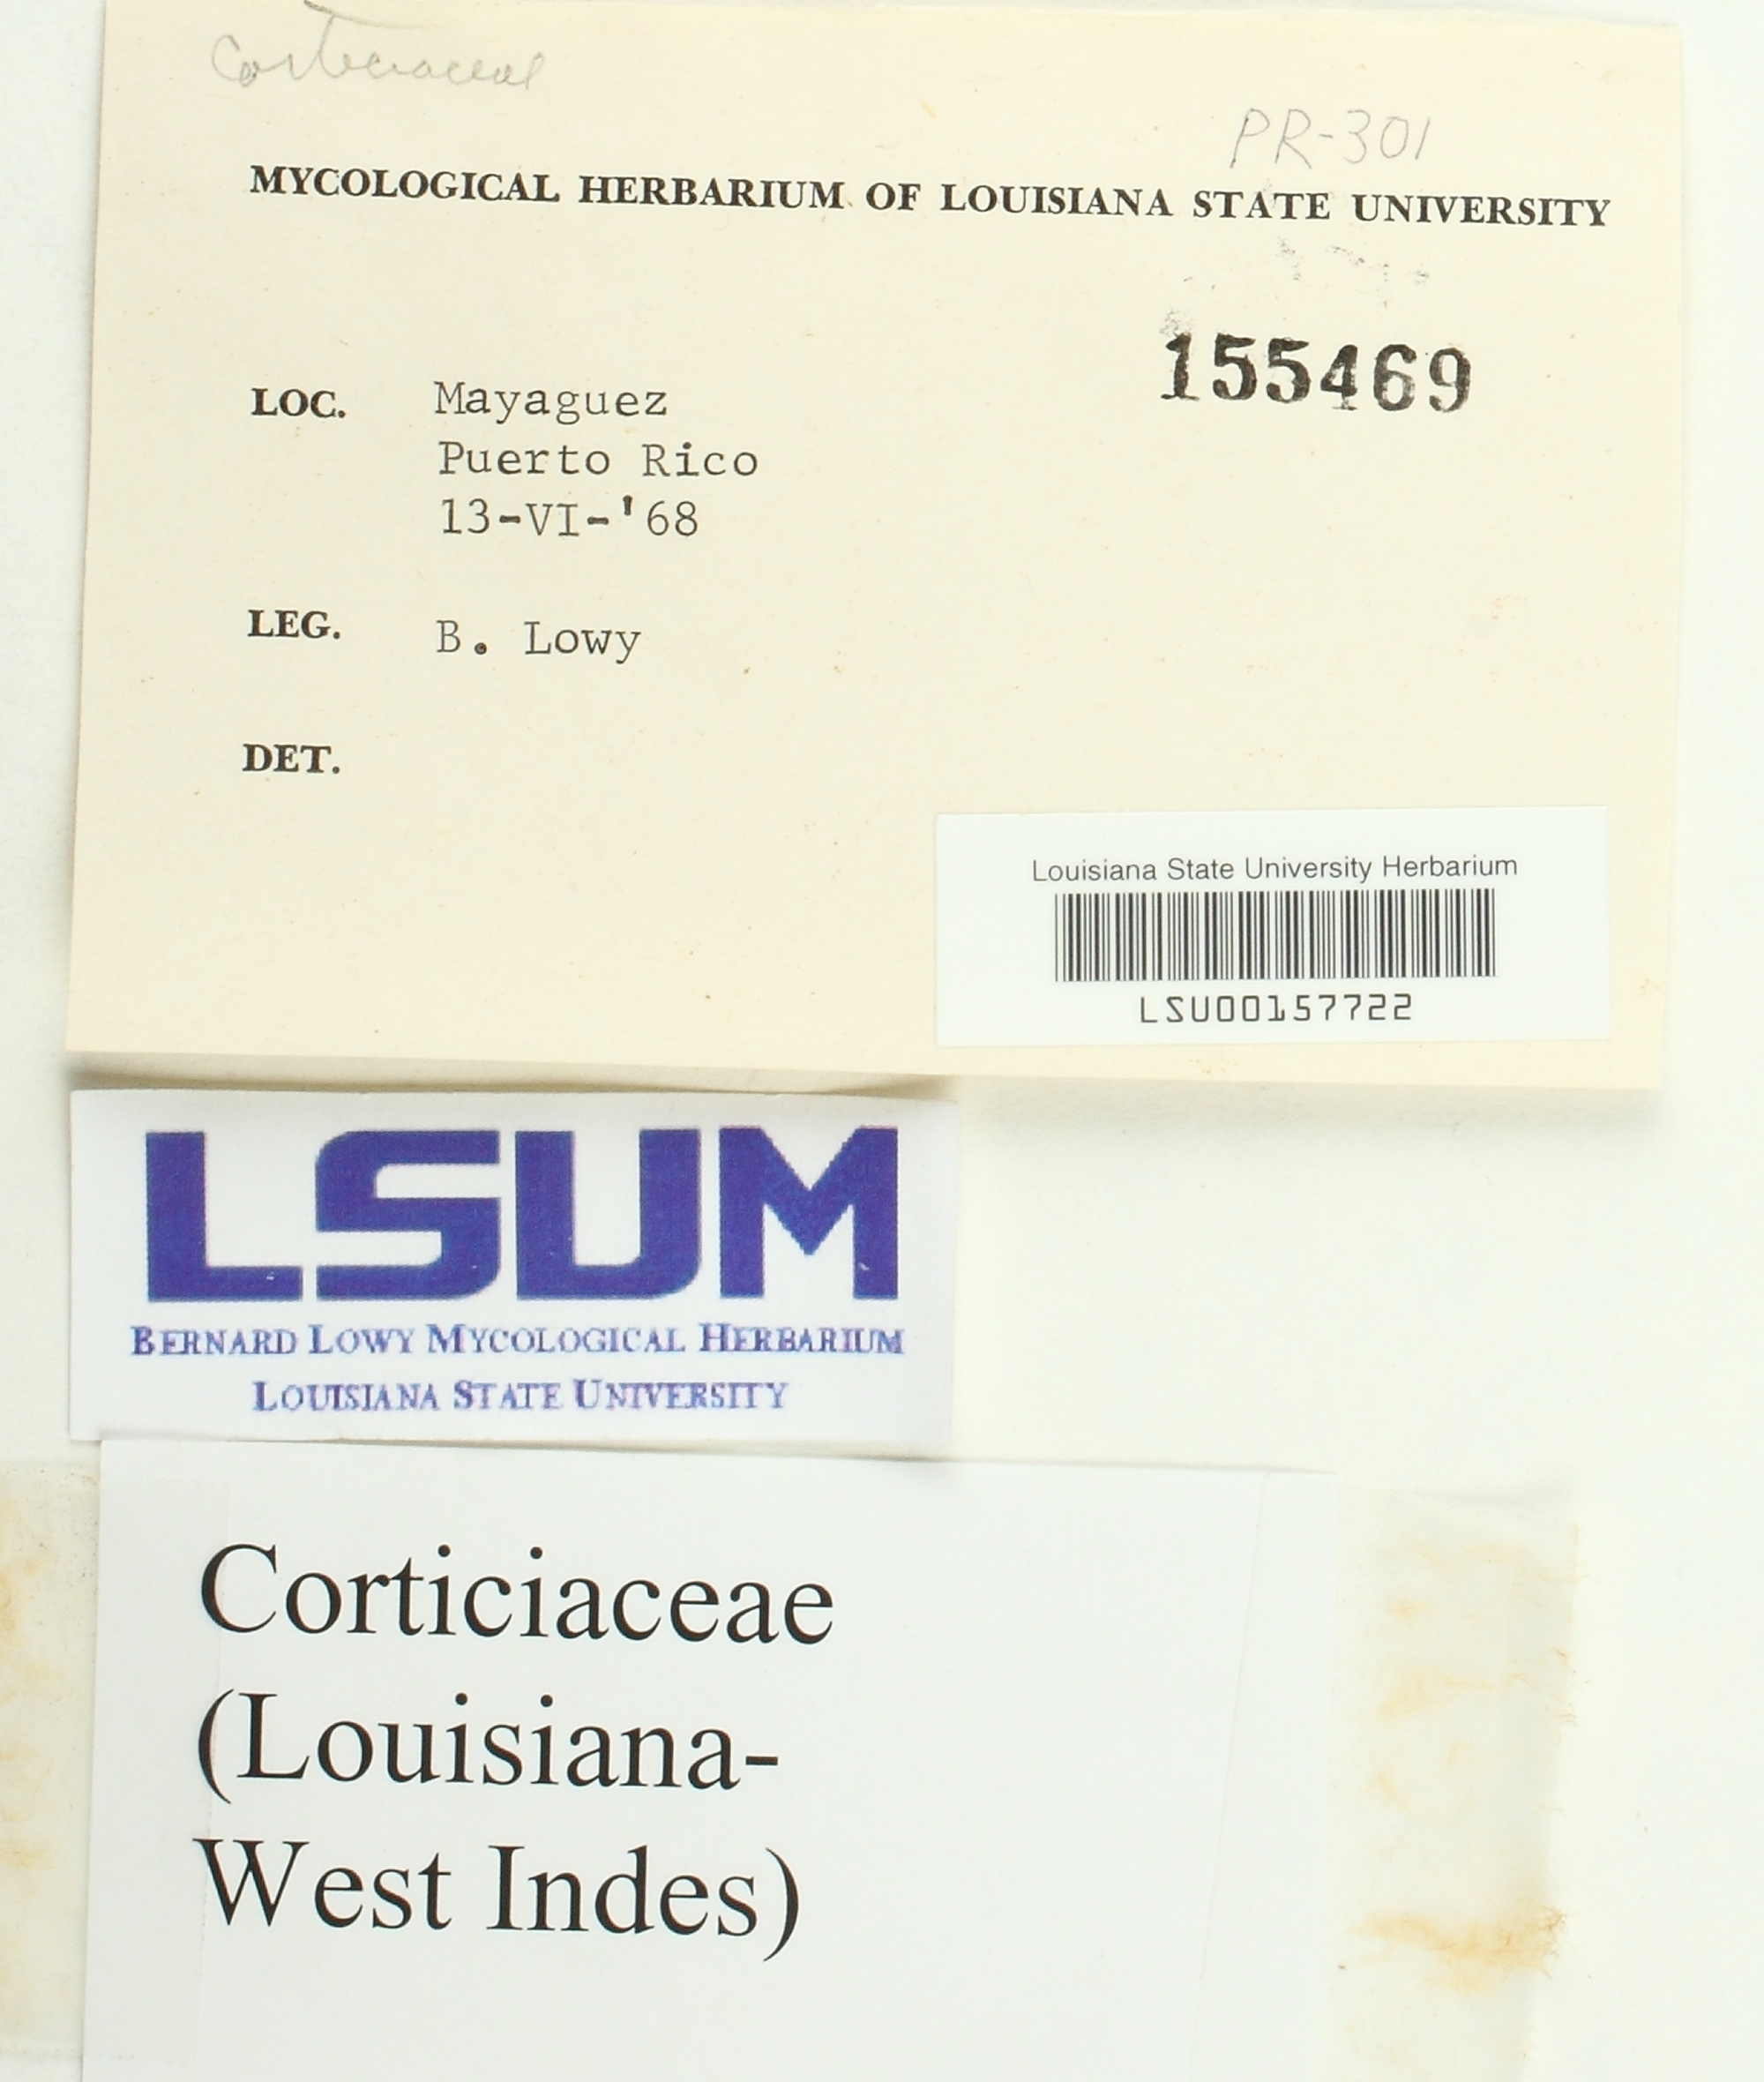 Corticiaceae
PR-301
MYCOLOGICAL HERBARIUM OF LOUISIANA STATE UNIVERSITY
155469
LOC. Mayaguez
Puerto Rico
13-VI-'68
LEG. B. Lowy
DET.
Louisiana State University Herbarium
LSU00157722
LSUM
BERNARD LOWY MYCOLOGICAL HERBARIUM
LOUISIANA STATE UNIVERSITY
Corticiaceae
(Louisiana-
West Indes)